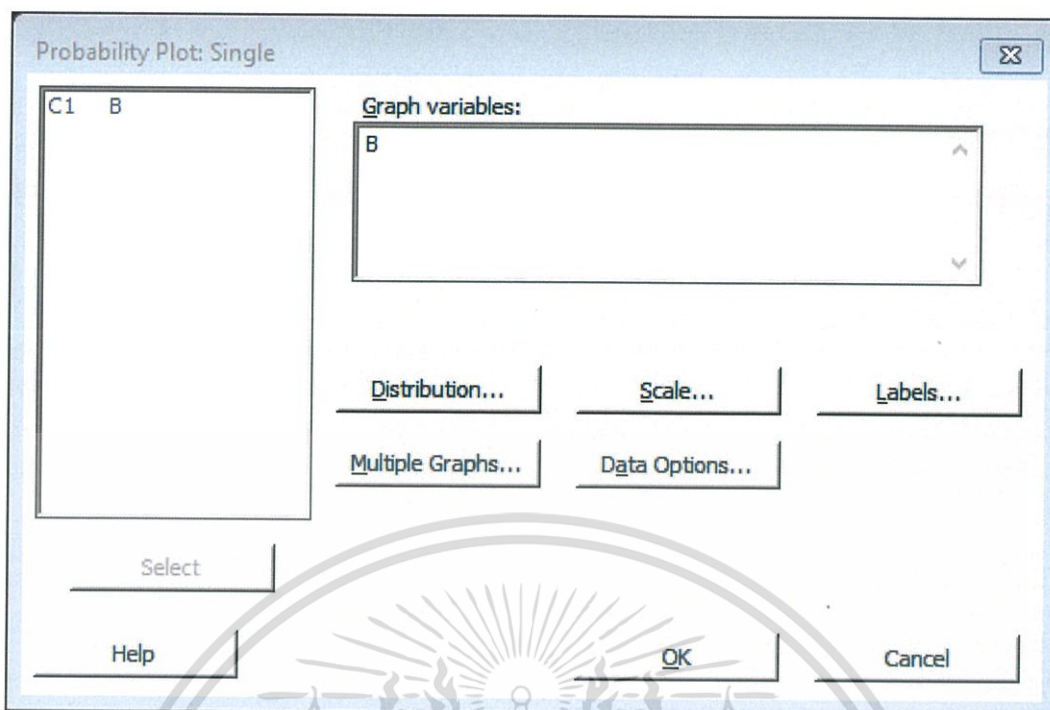 Probability Plot: Single
C1 B
Graph variables:
B
Distribution... Scale... Labels...
Multiple Graphs... Data Options...
Select
Help OK Cancel